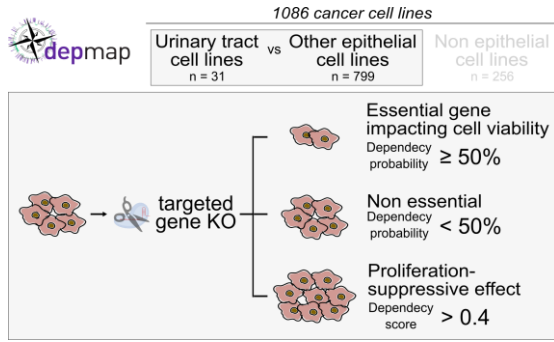 1086 cancer cell lines
depmap
Urinary tract
cell lines
n = 31
vs
Other epithelial
cell lines
n = 799
Non epithelial
cell lines
n = 256
targeted
gene KO
Essential gene
impacting cell viability
Dependecy
probability ≥ 50%
Non essential
Dependecy
probability < 50%
Proliferation-
suppressive effect
Dependecy
score > 0.4